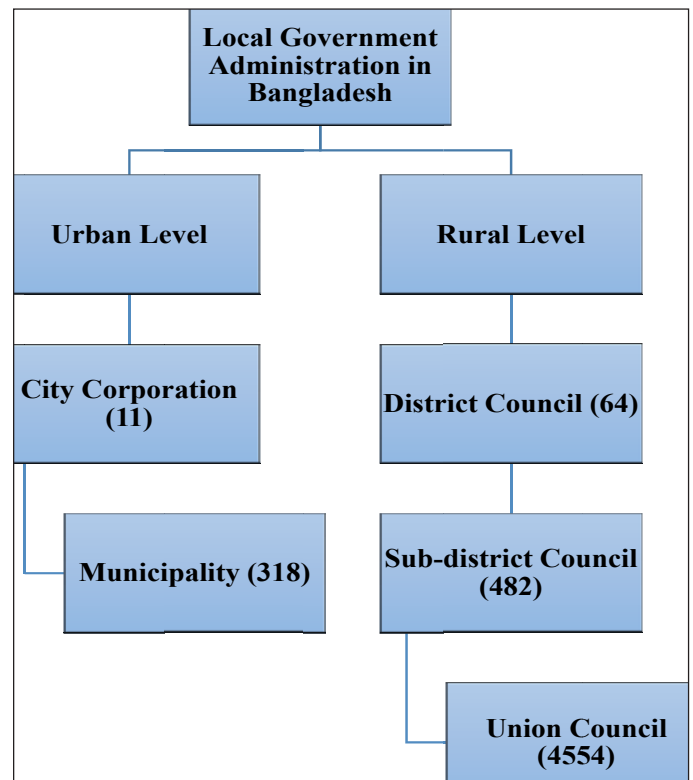 Local Government
Administration in
Bangladesh
Urban Level
Rural Level
City Corporation
(11)
District Council (64)
Municipality (318)
Sub-district Council
(482)
Union Council
(4554)